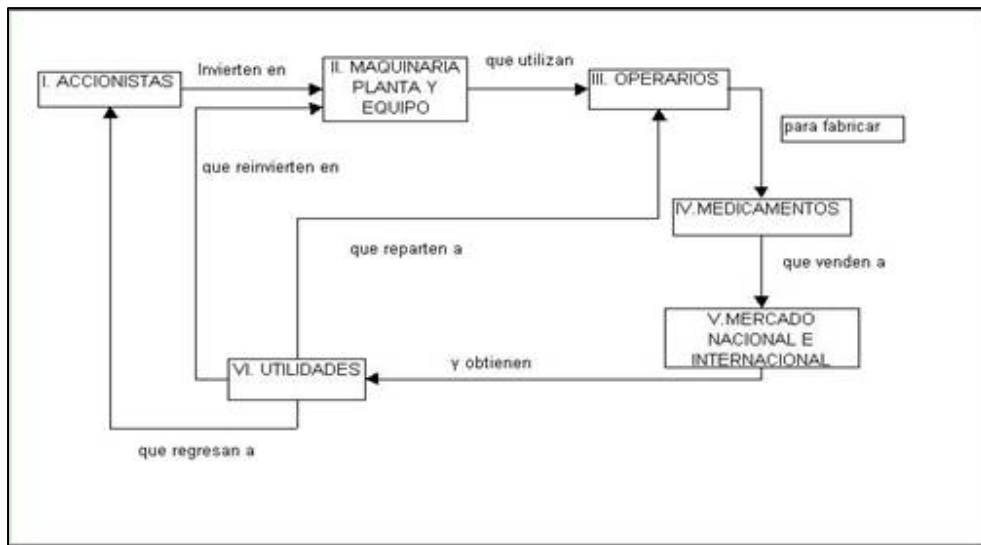 I. ACCIONISTAS
Invierten en
II. MAQUINARIA
PLANTA Y
EQUIPO
que utilizan
III. OPERARIOS
para fabricar
IV.MEDICAMENTOS
que venden a
V.MERCADO
NACIONAL E
INTERNACIONAL
y obtienen
VI. UTILIDADES
que reparten a
que reinvierten en
que regresan a